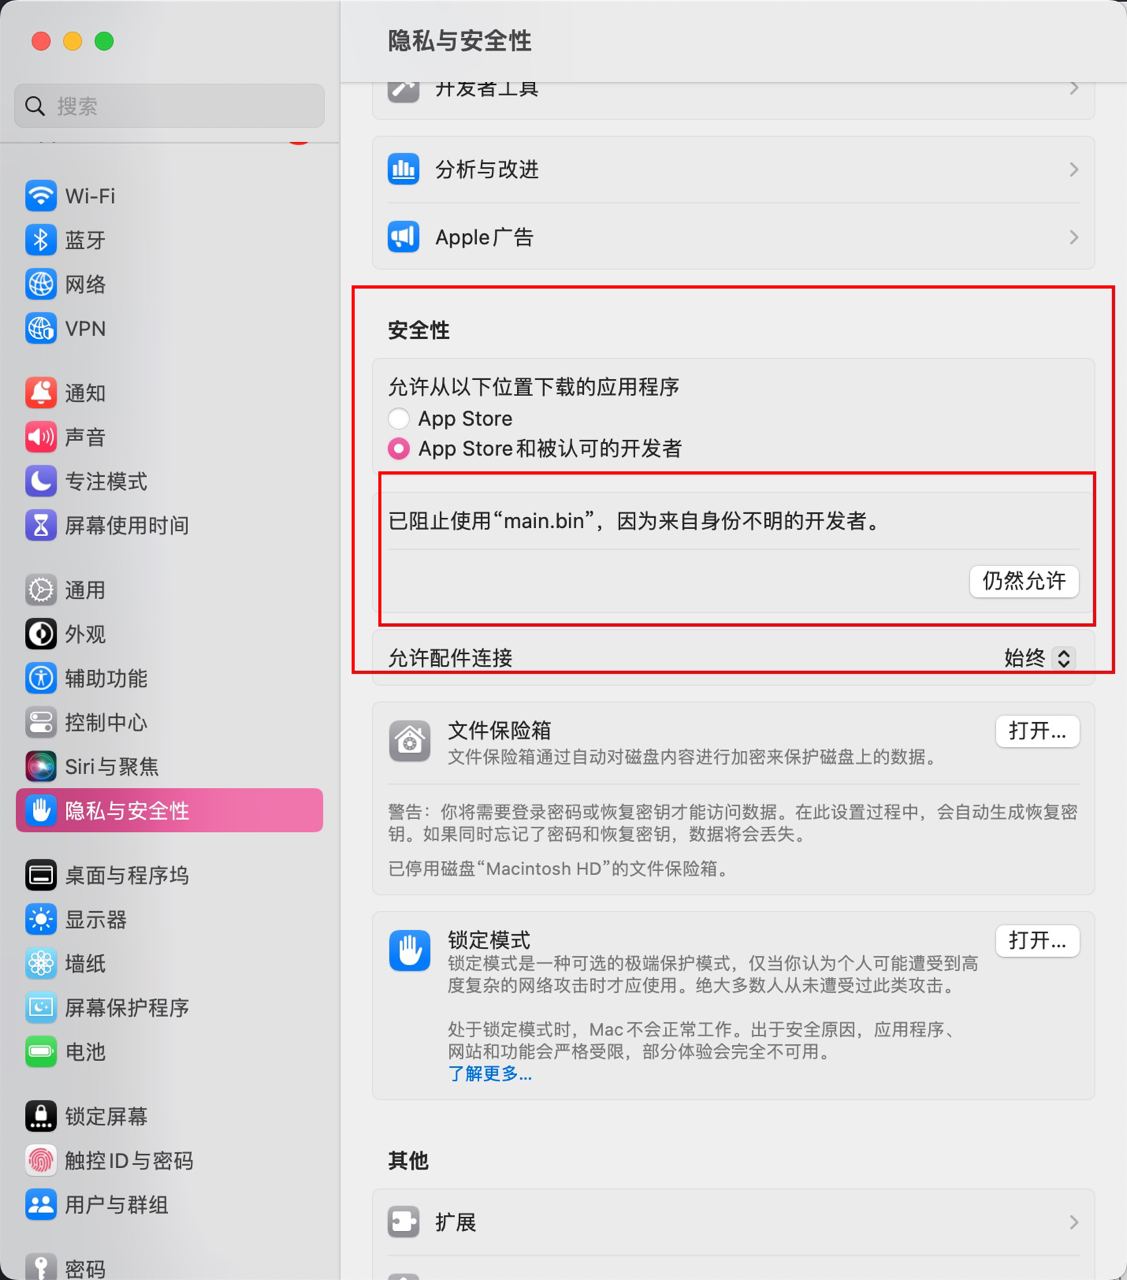 隐私与安全性
搜索
Wi-Fi
蓝牙
网络
VPN
通知
声音
专注模式
屏幕使用时间
通用
外观
辅助功能
控制中心
Siri与聚焦
隐私与安全性
桌面与程序坞
显示器
墙纸
屏幕保护程序
电池
锁定屏幕
触控ID与密码
用户与群组
密码
开发者工具
分析与改进
Apple广告
安全性
允许从以下位置下载的应用程序
App Store
App Store和被认可的开发者
已阻止使用“main.bin”，因为来自身份不明的开发者。
仍然允许
允许配件连接 始终
文件保险箱 打开...
文件保险箱通过自动对磁盘内容进行加密来保护磁盘上的数据。
警告：你将需要登录密码或恢复密钥才能访问数据。在此设置过程中，会自动生成恢复密
钥。如果同时忘记了密码和恢复密钥，数据将会丢失。
已停用磁盘“Macintosh HD”的文件保险箱。
锁定模式 打开...
锁定模式是一种可选的极端保护模式，仅当你认为个人可能遭受到高
度复杂的网络攻击时才应使用。绝大多数人从未遭受过此类攻击。
处于锁定模式时，Mac不会正常工作。出于安全原因，应用程序、
网站和功能会严格受限，部分体验会完全不可用。
了解更多...
其他
扩展